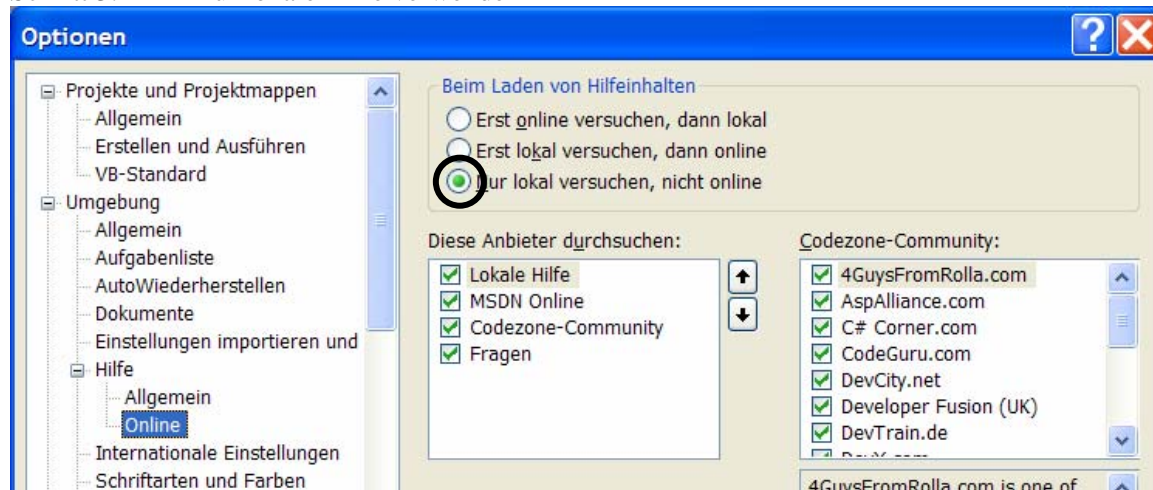 Optionen
Projekte und Projektmappen
Allgemein
Erstellen und Ausführen
VB-Standard
Umgebung
Allgemein
Aufgabenliste
AutoWiederherstellen
Dokumente
Einstellungen importieren und
Hilfe
Allgemein
Online
Internationale Einstellungen
Schriftarten und Farben
Beim Laden von Hilfeinhalten
Erst online versuchen, dann lokal
Erst lokal versuchen, dann online
Nur lokal versuchen, nicht online
Diese Anbieter durchsuchen:
Lokale Hilfe
MSDN Online
Codezone-Community
Fragen
Codezone-Community:
4GuysFromRolla.com
AspAlliance.com
C# Corner.com
CodeGuru.com
DevCity.net
Developer Fusion (UK)
DevTrain.de
4GuysFromRolla.com is one of